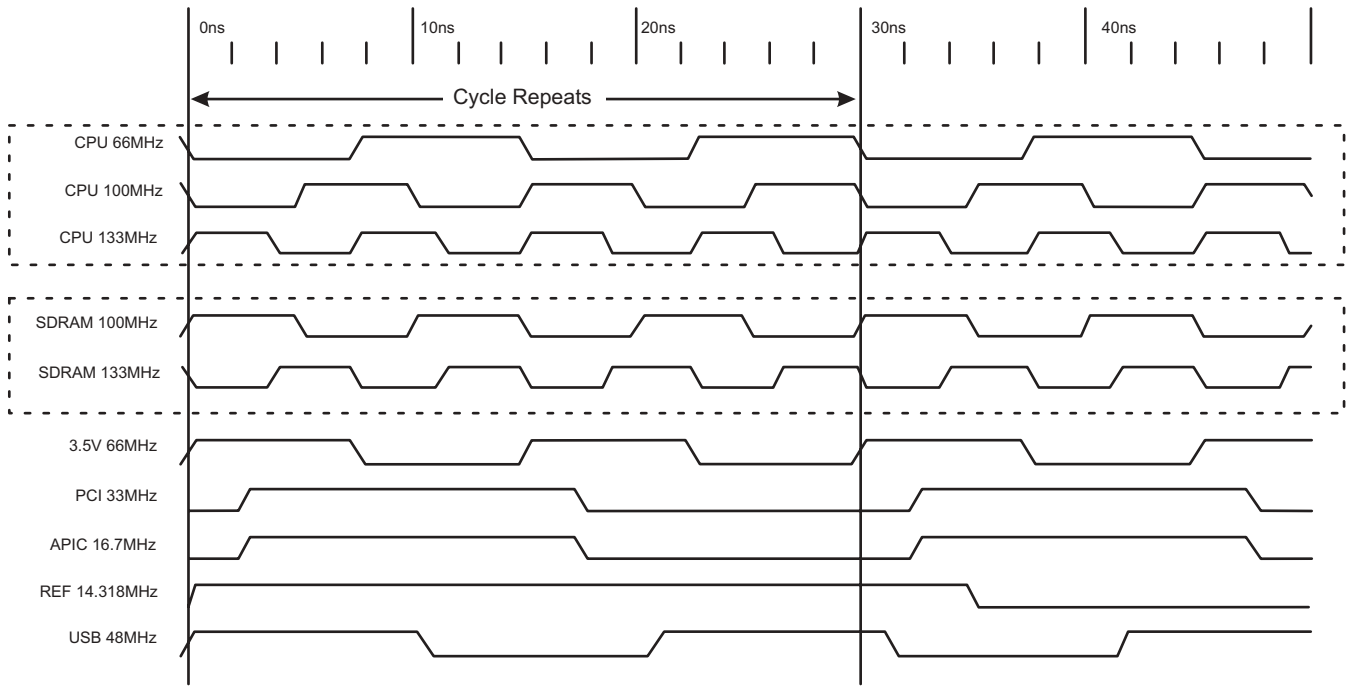 0ns 10ns 20ns 30ns 40ns
Cycle Repeats
CPU 66MHz
CPU 100MHz
CPU 133MHz
SDRAM 100MHz
SDRAM 133MHz
3.5V 66MHz
PCI 33MHz
APIC 16.7MHz
REF 14.318MHz
USB 48MHz